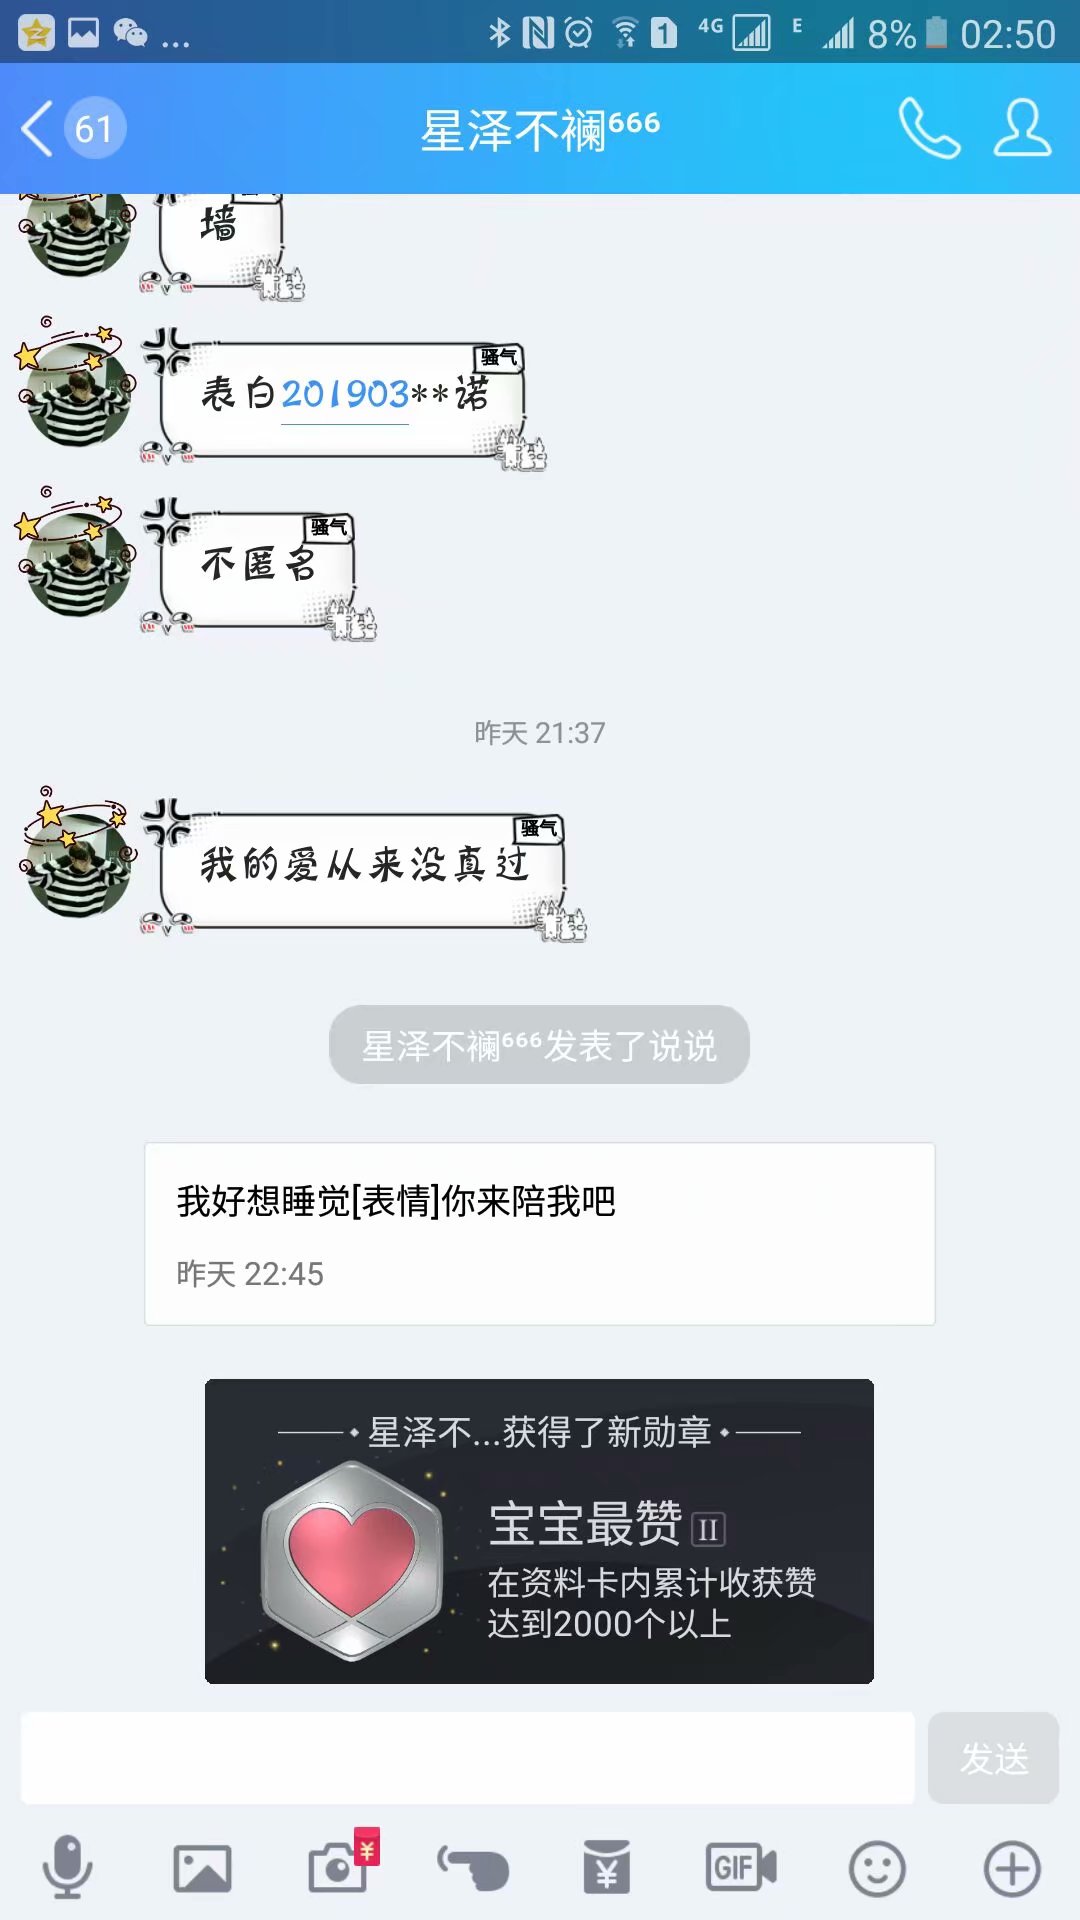 1 4G E 8% 02:50
61 星泽不襕⁶⁶⁶
墙
骚气
表白201903**诺
骚气
不匿名
昨天 21:37
骚气
我的爱从来没真过
星泽不襕⁶⁶⁶发表了说说
我好想睡觉[表情]你来陪我吧
昨天 22:45
星泽不...获得了新勋章
宝宝最赞 II
在资料卡内累计收获赞
达到2000个以上
发送
¥ ¥ GIF